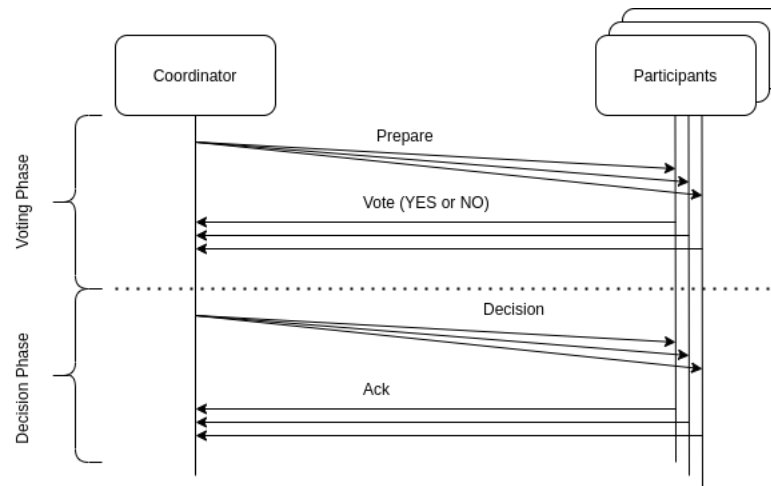 Coordinator
Participants
Voting Phase
Prepare
Vote (YES or NO)
Decision Phase
Decision
Ack